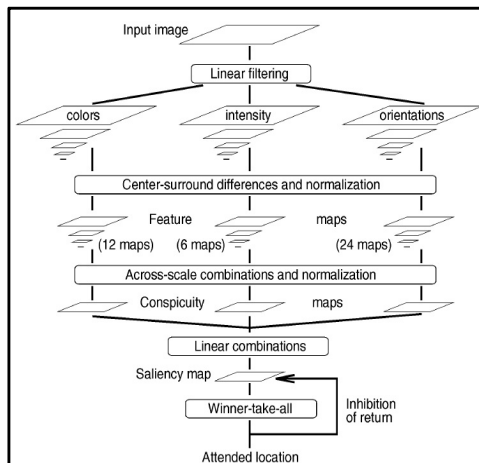 Input image
Linear filtering
colors intensity orientations
Center-surround differences and normalization
Feature maps
(12 maps) (6 maps) (24 maps)
Across-scale combinations and normalization
Conspicuity maps
Linear combinations
Saliency map
Winner-take-all
Inhibition
of return
Attended location